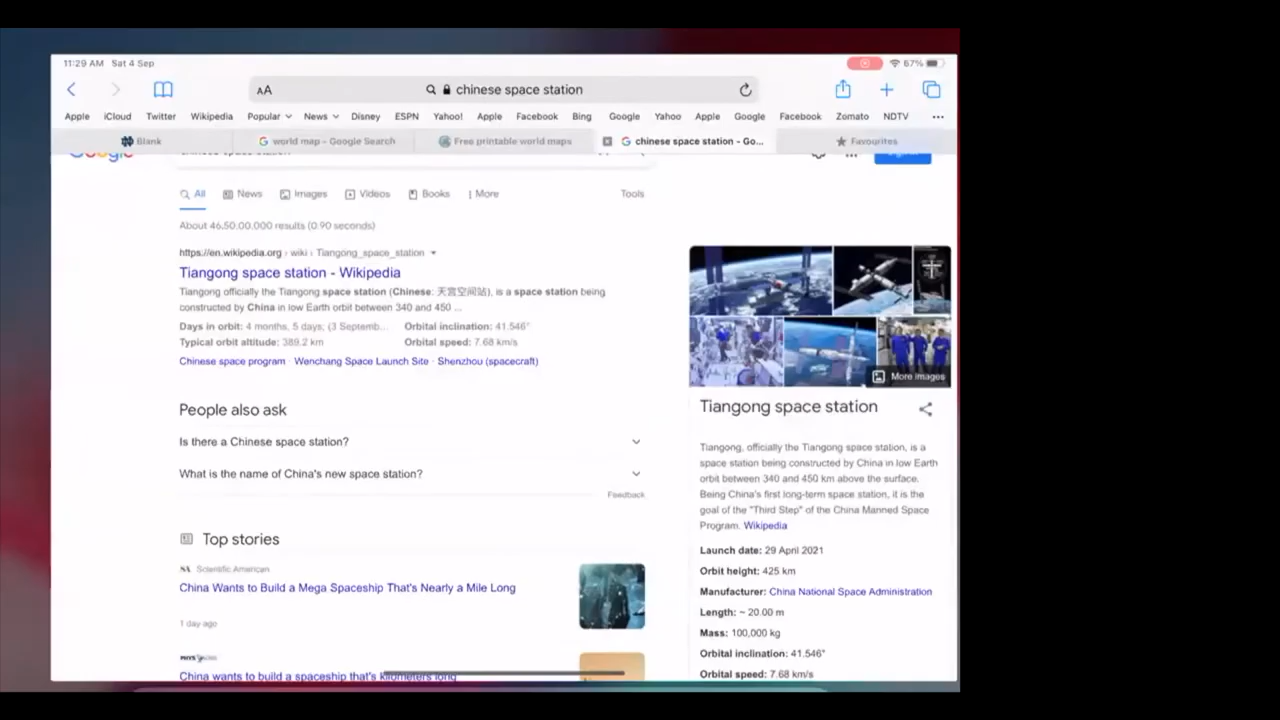 11:29 AM Sat 4 Sep
67%
AA
chinese space station
Apple iCloud Twitter Wikipedia Popular News Disney ESPN Yahoo! Apple Facebook Bing Google Yahoo Apple Google Facebook Zomato NDTV
Blank
world map – Google Search
Free printable world maps
chinese space station - Go...
Favourites
All News Images Videos Books More Tools
About 46,50,00,000 results (0.90 seconds)
https://en.wikipedia.org › wiki › Tiangong_space_station
Tiangong space station - Wikipedia
Tiangong officially the Tiangong space station (Chinese: 天宫空间站), is a space station being
constructed by China in low Earth orbit between 340 and 450 ...
Days in orbit: 4 months, 5 days; (3 Septemb... Orbital inclination: 41.546°
Typical orbit altitude: 389.2 km Orbital speed: 7.68 km/s
Chinese space program · Wenchang Space Launch Site · Shenzhou (spacecraft)
People also ask
Is there a Chinese space station?
What is the name of China's new space station?
Feedback
Top stories
Scientific American
China Wants to Build a Mega Spaceship That's Nearly a Mile Long
1 day ago
China wants to build a spaceship that's kilometers long
More images
Tiangong space station
Tiangong, officially the Tiangong space station, is a
space station being constructed by China in low Earth
orbit between 340 and 450 km above the surface.
Being China's first long-term space station, it is the
goal of the "Third Step" of the China Manned Space
Program. Wikipedia
Launch date: 29 April 2021
Orbit height: 425 km
Manufacturer: China National Space Administration
Length: ~ 20.00 m
Mass: 100,000 kg
Orbital inclination: 41.546°
Orbital speed: 7.68 km/s